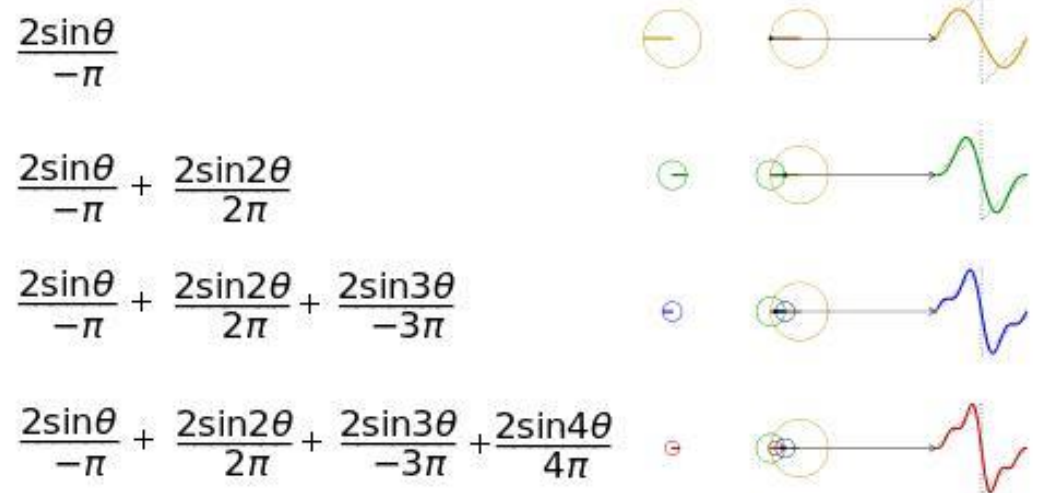 2sinθ/−π
2sinθ/−π + 2sin2θ/2π
2sinθ/−π + 2sin2θ/2π + 2sin3θ/−3π
2sinθ/−π + 2sin2θ/2π + 2sin3θ/−3π + 2sin4θ/4π